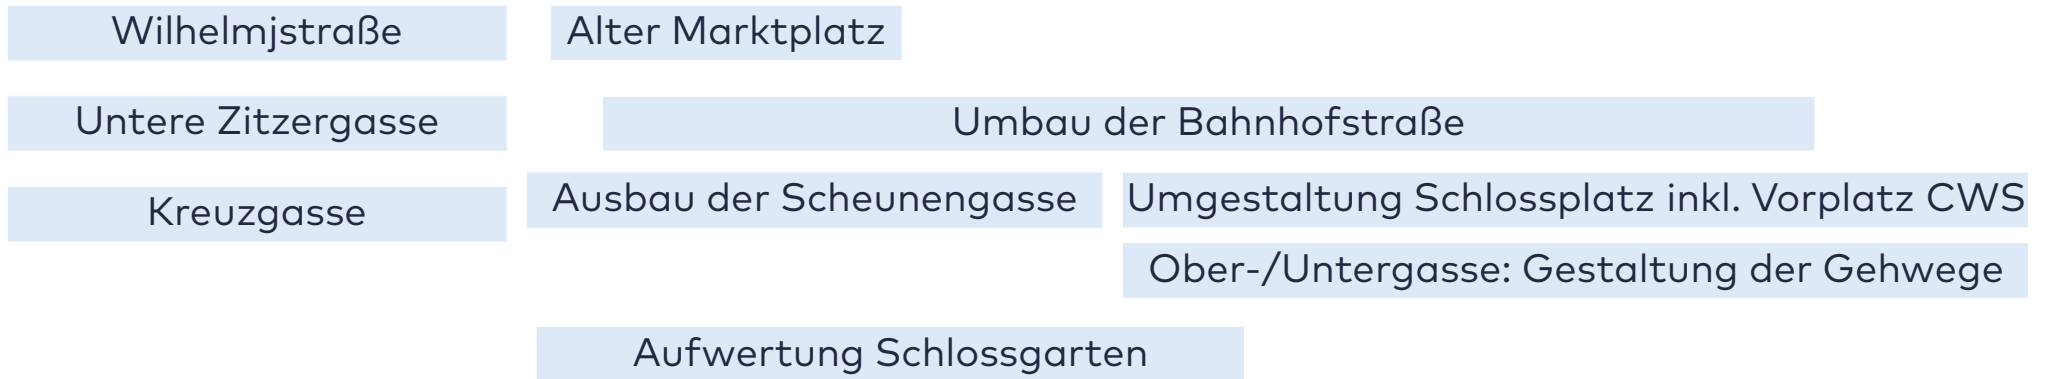 Wilhelmjstraße
Alter Marktplatz
Untere Zitzergasse
Umbau der Bahnhofstraße
Kreuzgasse
Ausbau der Scheunengasse
Umgestaltung Schlossplatz inkl. Vorplatz CWS
Ober-/Untergasse: Gestaltung der Gehwege
Aufwertung Schlossgarten